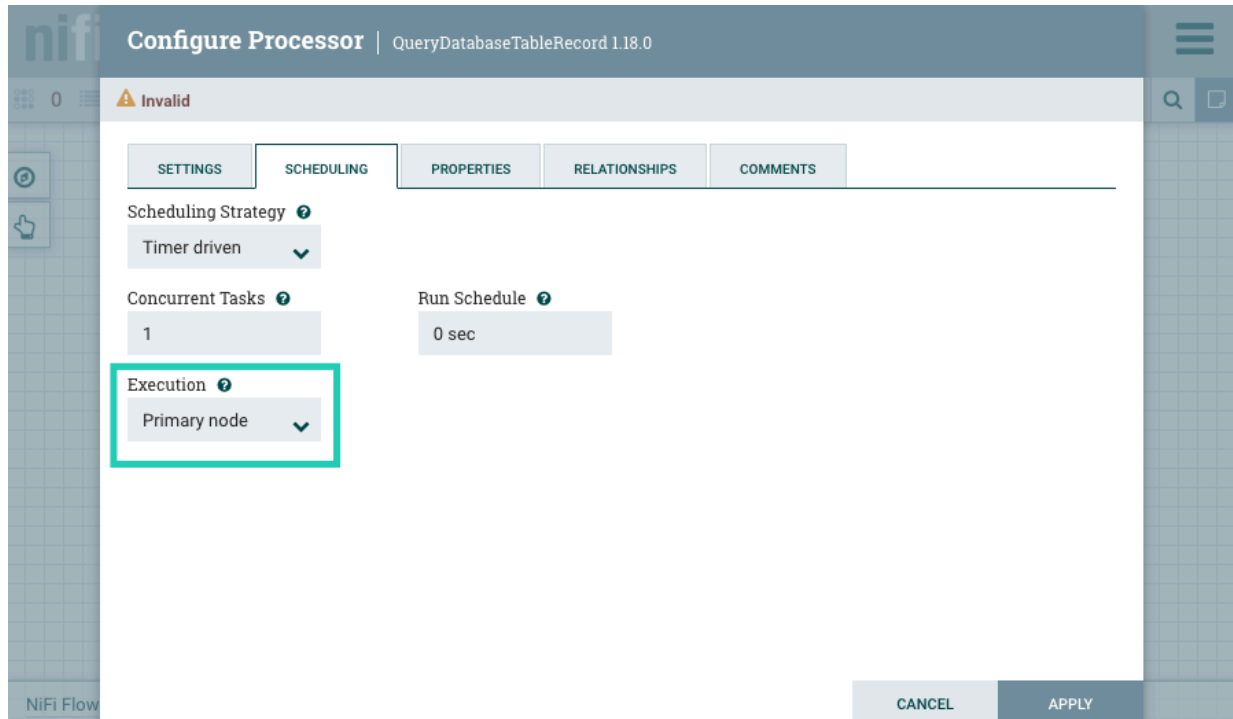 nifi
Configure Processor | QueryDatabaseTableRecord 1.18.0
0
Invalid
SETTINGS SCHEDULING PROPERTIES RELATIONSHIPS COMMENTS
Scheduling Strategy ?
Timer driven
Concurrent Tasks ? Run Schedule ?
1 0 sec
Execution ?
Primary node
NiFi Flow
CANCEL APPLY